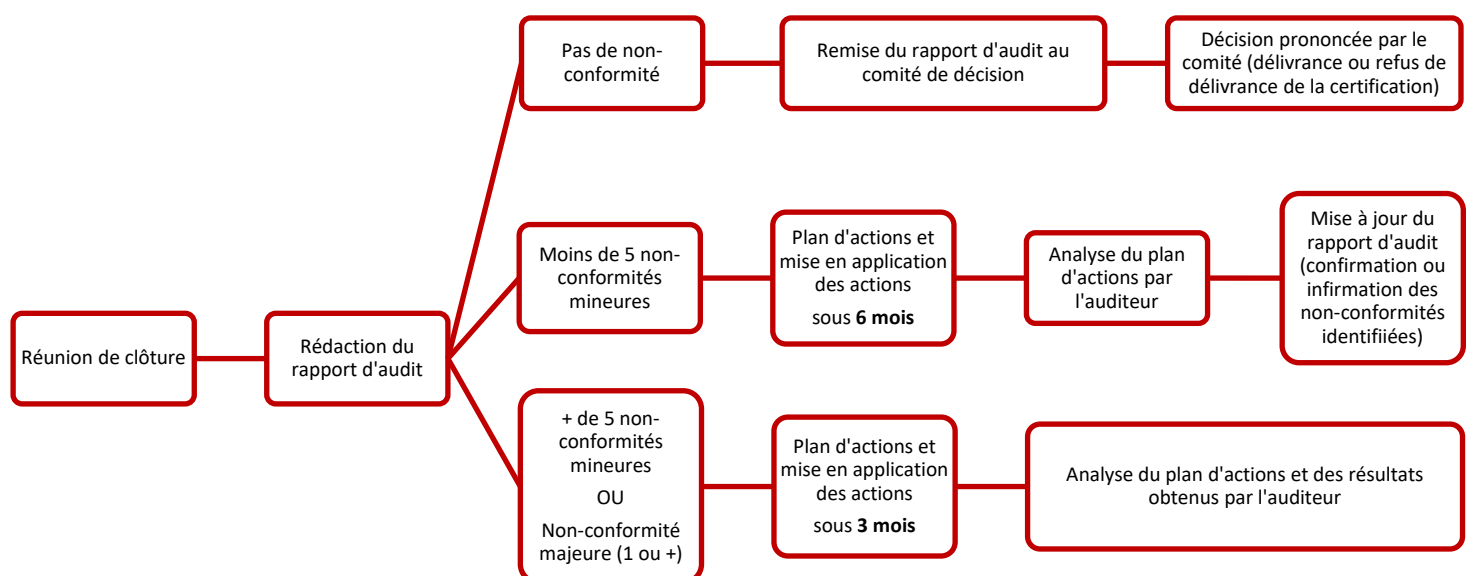 Réunion de clôture
Rédaction du
rapport d'audit
Pas de non-
conformité
Remise du rapport d'audit au
comité de décision
Décision prononcée par le
comité (délivrance ou refus de
délivrance de la certification)
Moins de 5 non-
conformités
mineures
Plan d'actions et
mise en application
des actions
sous 6 mois
Analyse du plan
d'actions par
l'auditeur
Mise à jour du
rapport d'audit
(confirmation ou
infirmation des
non-conformités
identifiiées)
+ de 5 non-
conformités
mineures
OU
Non-conformité
majeure (1 ou +)
Plan d'actions et
mise en application
des actions
sous 3 mois
Analyse du plan d'actions et des résultats
obtenus par l'auditeur